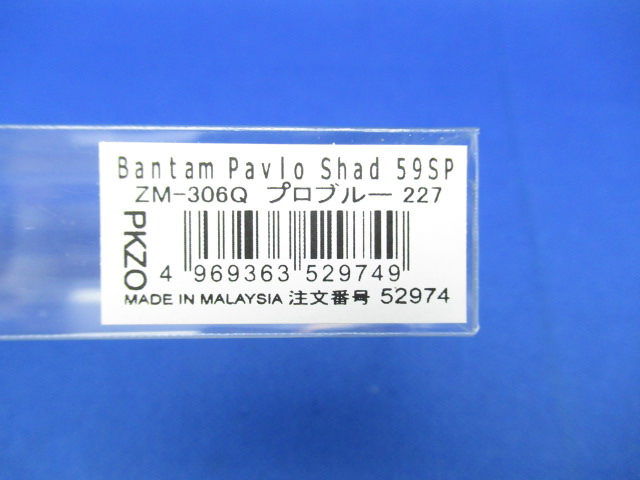 Bantam Pavlo Shad 59SP
ZM-306Q プロブルー 227
PKZO
4 969363 529749
MADE IN MALAYSIA 注文番号 52974